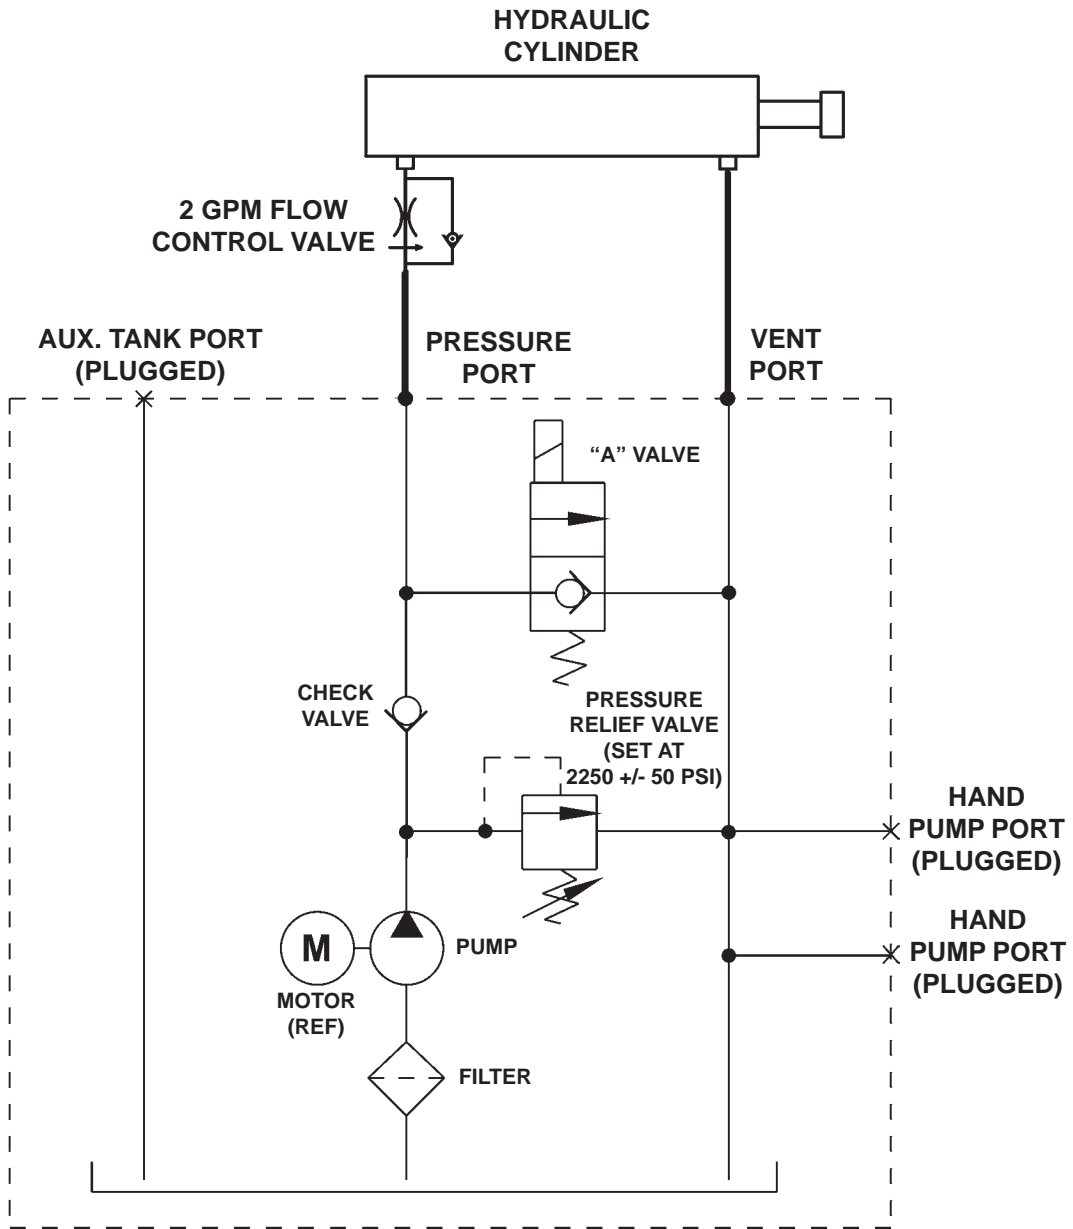 HYDRAULIC
CYLINDER
2 GPM FLOW
CONTROL VALVE
AUX. TANK PORT
(PLUGGED)
PRESSURE
PORT
VENT
PORT
“A” VALVE
CHECK
VALVE
PRESSURE
RELIEF VALVE
(SET AT
2250 +/- 50 PSI)
HAND
PUMP PORT
(PLUGGED)
HAND
PUMP PORT
(PLUGGED)
M
PUMP
MOTOR
(REF)
FILTER